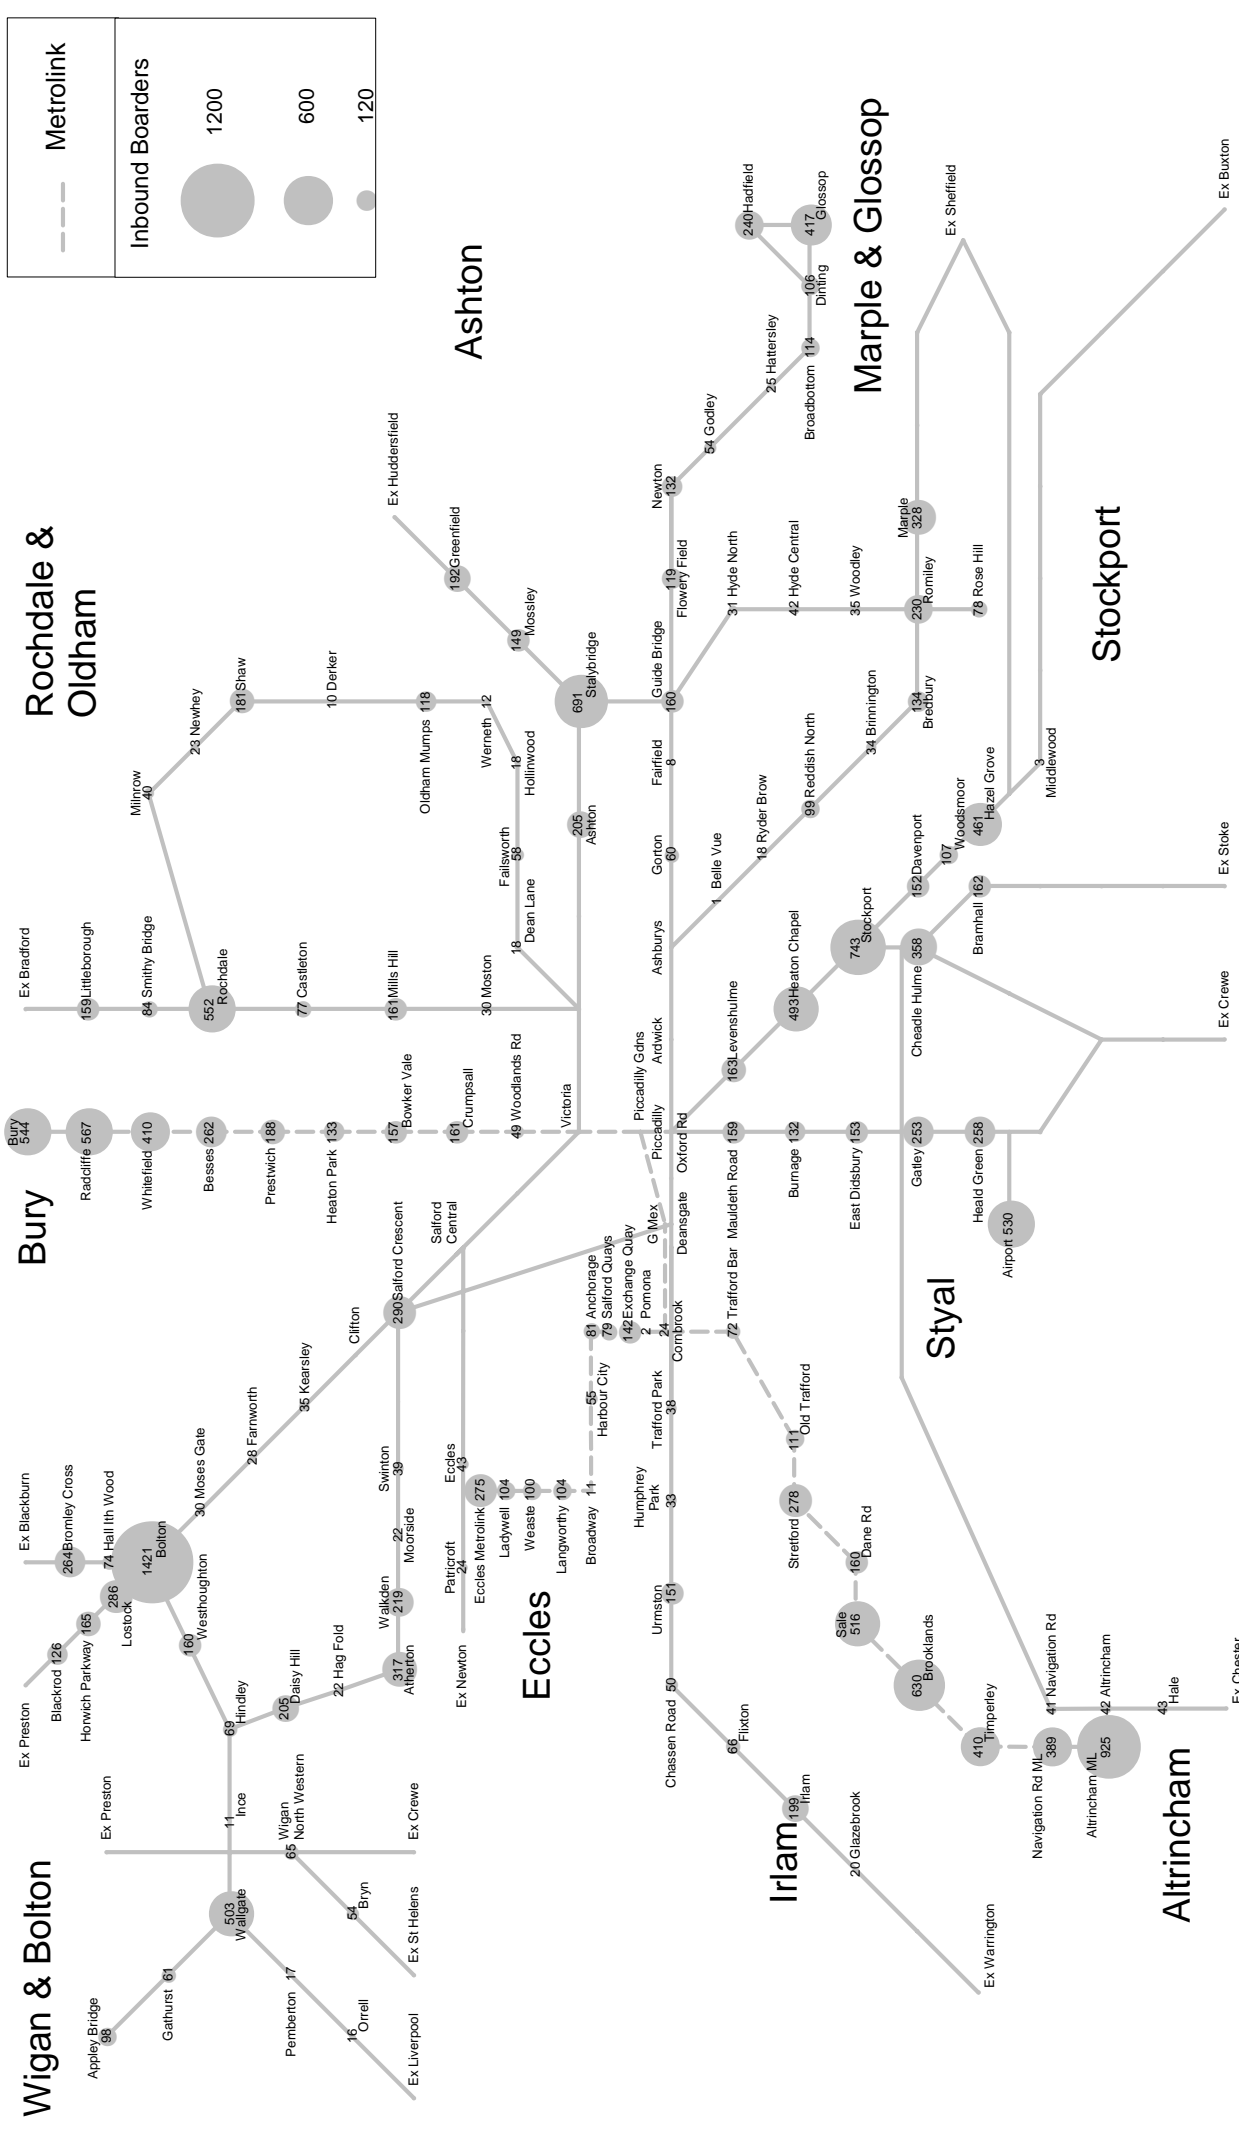 Metrolink
Inbound Boarders
1200
600
120
Wigan & Bolton
Bury
Rochdale &
Oldham
Ashton
Eccles
Irlam
Altrincham
Styal
Stockport
Marple & Glossop
Appley Bridge
98
Gathurst 61
503
Wallgate
Pemberton 17
16
Orrell
Ex Liverpool
Ex Preston
11
Ince
65
Wigan
North Western
54
Bryn
Ex St Helens
Ex Crewe
69
Hindley
160
Westhoughton
205
Daisy Hill
22 Hag Fold
317
Atherton
Walkden
219
22
Moorside
Swinton
39
Ex Preston
Blackrod 126
Horwich Parkway 165
286
Lostock
Ex Blackburn
264 Bromley Cross
74 Hall Ith Wood
1421
Bolton
30 Moses Gate
28 Farnworth
35 Kearsley
Clifton
290 Salford Crescent
Salford
Central
Ex Newton
Patricroft
24
Eccles
43
Eccles Metrolink 275
Ladywell 104
Weaste 100
Langworthy 104
Broadway 11
55
Harbour City
81 Anchorage
79 Salford Quays
142 Exchange Quay
2 Pomona
24
Cornbrook
G Mex
Deansgate
Bury
544
Radcliffe 567
Whitefield 410
Besses 262
Prestwich 188
Heaton Park 133
157
Bowker Vale
161
Crumpsall
49 Woodlands Rd
Victoria
Piccadilly Gdns
Piccadilly
Oxford Rd
Ex Bradford
159 Littleborough
84 Smithy Bridge
552
Rochdale
77 Castleton
161 Mills Hill
30 Moston
Milnrow
40
23 Newhey
181 Shaw
10 Derker
Oldham Mumps 118
Werneth 12
18
Hollinwood
Failsworth
58
18
Dean Lane
Ex Huddersfield
192 Greenfield
149
Mossley
691
Stalybridge
205
Ashton
Ardwick
Ashburys
Gorton
60
Fairfield
8
Guide Bridge
160
119
Flowery Field
Newton
132
54 Godley
25 Hattersley
Broadbottom 114
106
Dinting
240 Hadfield
417
Glossop
31 Hyde North
42 Hyde Central
35 Woodley
230
Romiley
78 Rose Hill
Marple
328
Ex Sheffield
1 Belle Vue
18 Ryder Brow
99 Reddish North
34 Brinnington
134
Bredbury
163 Levenshulme
493 Heaton Chapel
743
Stockport
152 Davenport
107
Woodsmoor
461
Hazel Grove
3
Middlewood
Ex Buxton
Cheadle Hulme 358
Bramhall 162
Ex Stoke
Ex Crewe
Mauldeth Road 159
Burnage 132
East Didsbury 153
Gatley 253
Heald Green 258
Airport 530
72 Trafford Bar
111
Old Trafford
Stretford 278
160
Dane Rd
Sale
516
630
Brooklands
410
Timperley
Navigation Rd ML 389
Altrincham ML 925
41 Navigation Rd
42 Altrincham
43
Hale
Ex Chester
Trafford Park
38
Humphrey
Park
33
Urmston
151
Chassen Road 50
66
Flixton
199
Irlam
20 Glazebrook
Ex Warrington